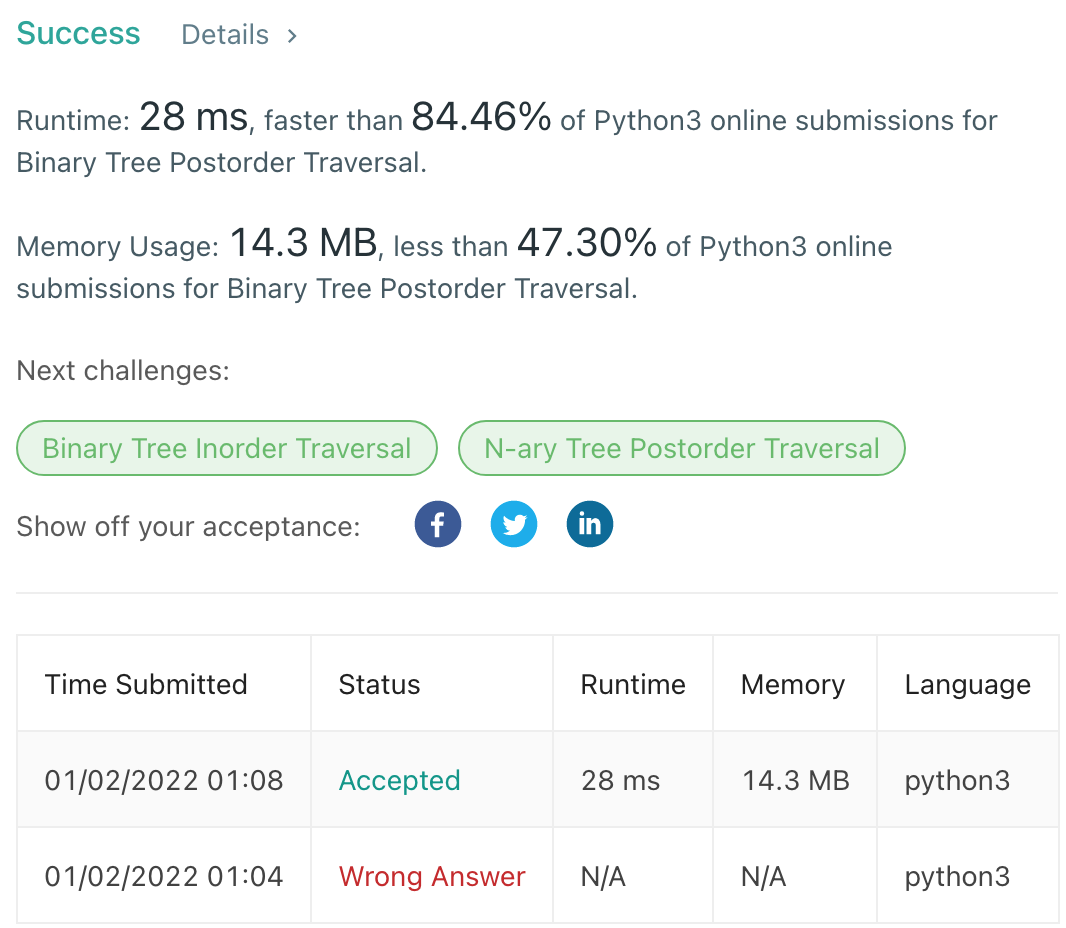 Success Details >
Runtime: 28 ms, faster than 84.46% of Python3 online submissions for
Binary Tree Postorder Traversal.
Memory Usage: 14.3 MB, less than 47.30% of Python3 online
submissions for Binary Tree Postorder Traversal.
Next challenges:
Binary Tree Inorder Traversal N-ary Tree Postorder Traversal
Show off your acceptance: f in
Time Submitted Status Runtime Memory Language
01/02/2022 01:08 Accepted 28 ms 14.3 MB python3
01/02/2022 01:04 Wrong Answer N/A N/A python3